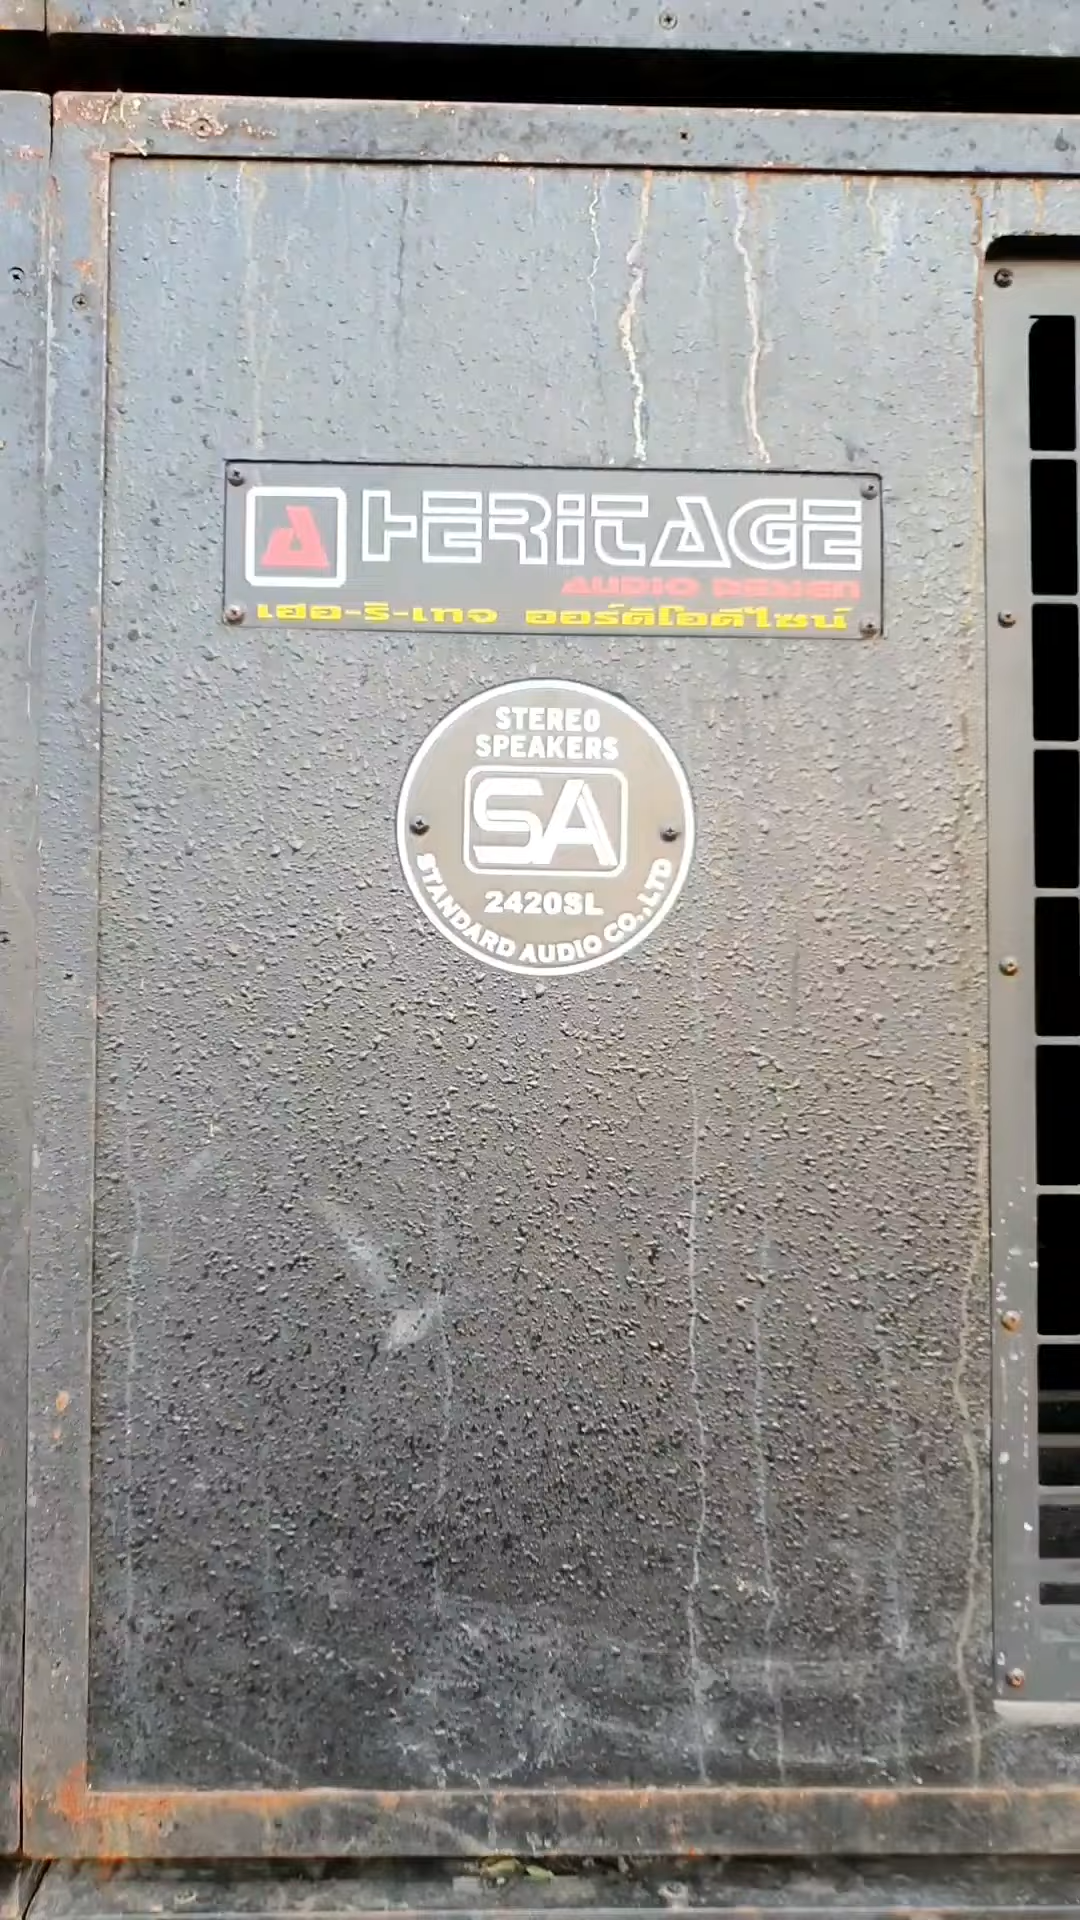 HERITAGE
AUDIO DESIGN
เฮอ-ริ-เทจ ออร์ดิโอดีไซน์
STEREO
SPEAKERS
SA
2420SL
STANDARD AUDIO CO.,LTD